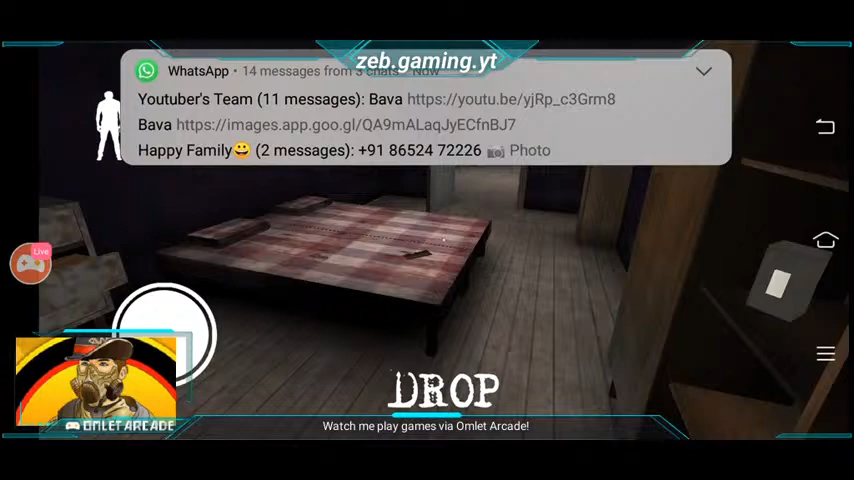 zeb.gaming.yt
WhatsApp • 14 messages from 3 chats • Now
Youtuber's Team (11 messages): Bava https://youtu.be/yjRp_c3Grm8
Bava https://images.app.goo.gl/QA9mALaqJyECfnBJ7
Happy Family😀 (2 messages): +91 86524 72226 📷 Photo
Live
DROP
OMLET ARCADE
Watch me play games via Omlet Arcade!